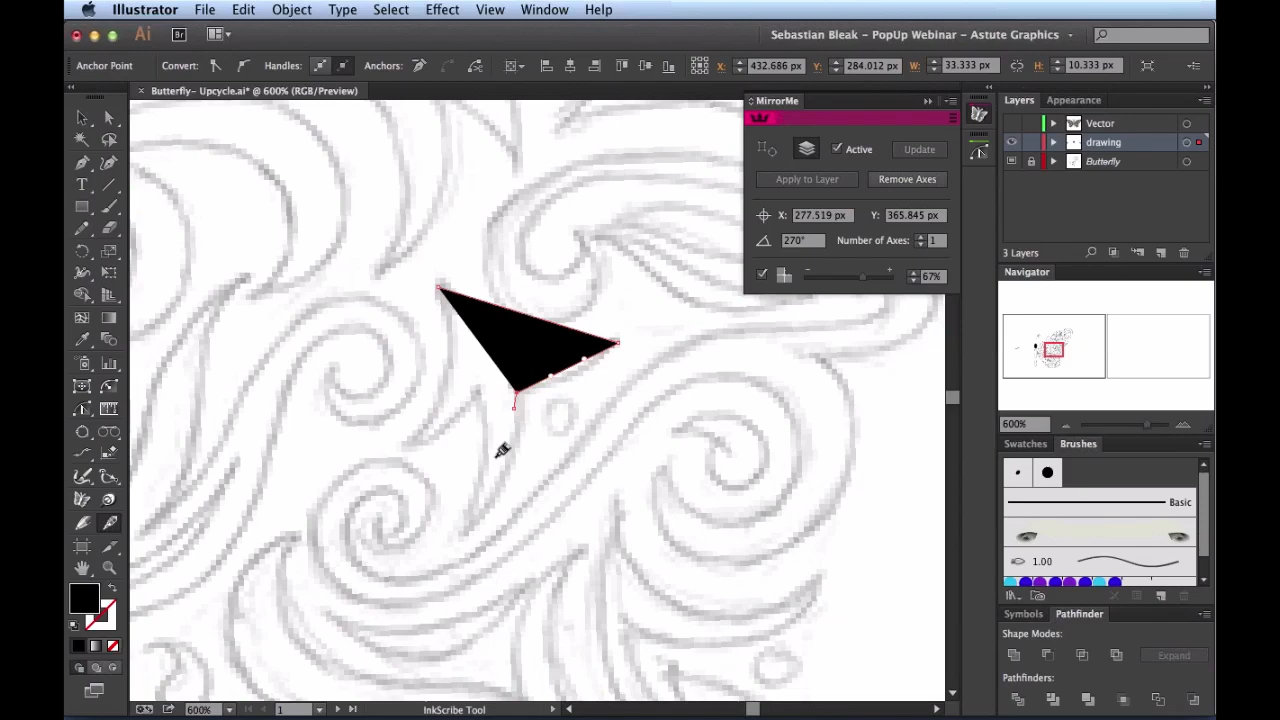 Illustrator File Edit Object Type Select Effect View Window Help
Ai Br Sebastian Bleak – PopUp Webinar – Astute Graphics
Anchor Point Convert: Handles: Anchors: X: 432.686 px Y: 284.012 px W: 33.333 px H: 10.333 px
Butterfly- Upcycle.ai* @ 600% (RGB/Preview)
MirrorMe
Active Update
Apply to Layer Remove Axes
X: 277.519 px Y: 365.845 px
270° Number of Axes: 1
67%
Layers Appearance
Vector
drawing
Butterfly
3 Layers
Navigator
600%
Swatches Brushes
Basic
1.00
Symbols Pathfinder
Shape Modes:
Expand
Pathfinders:
600% 1 InkScribe Tool